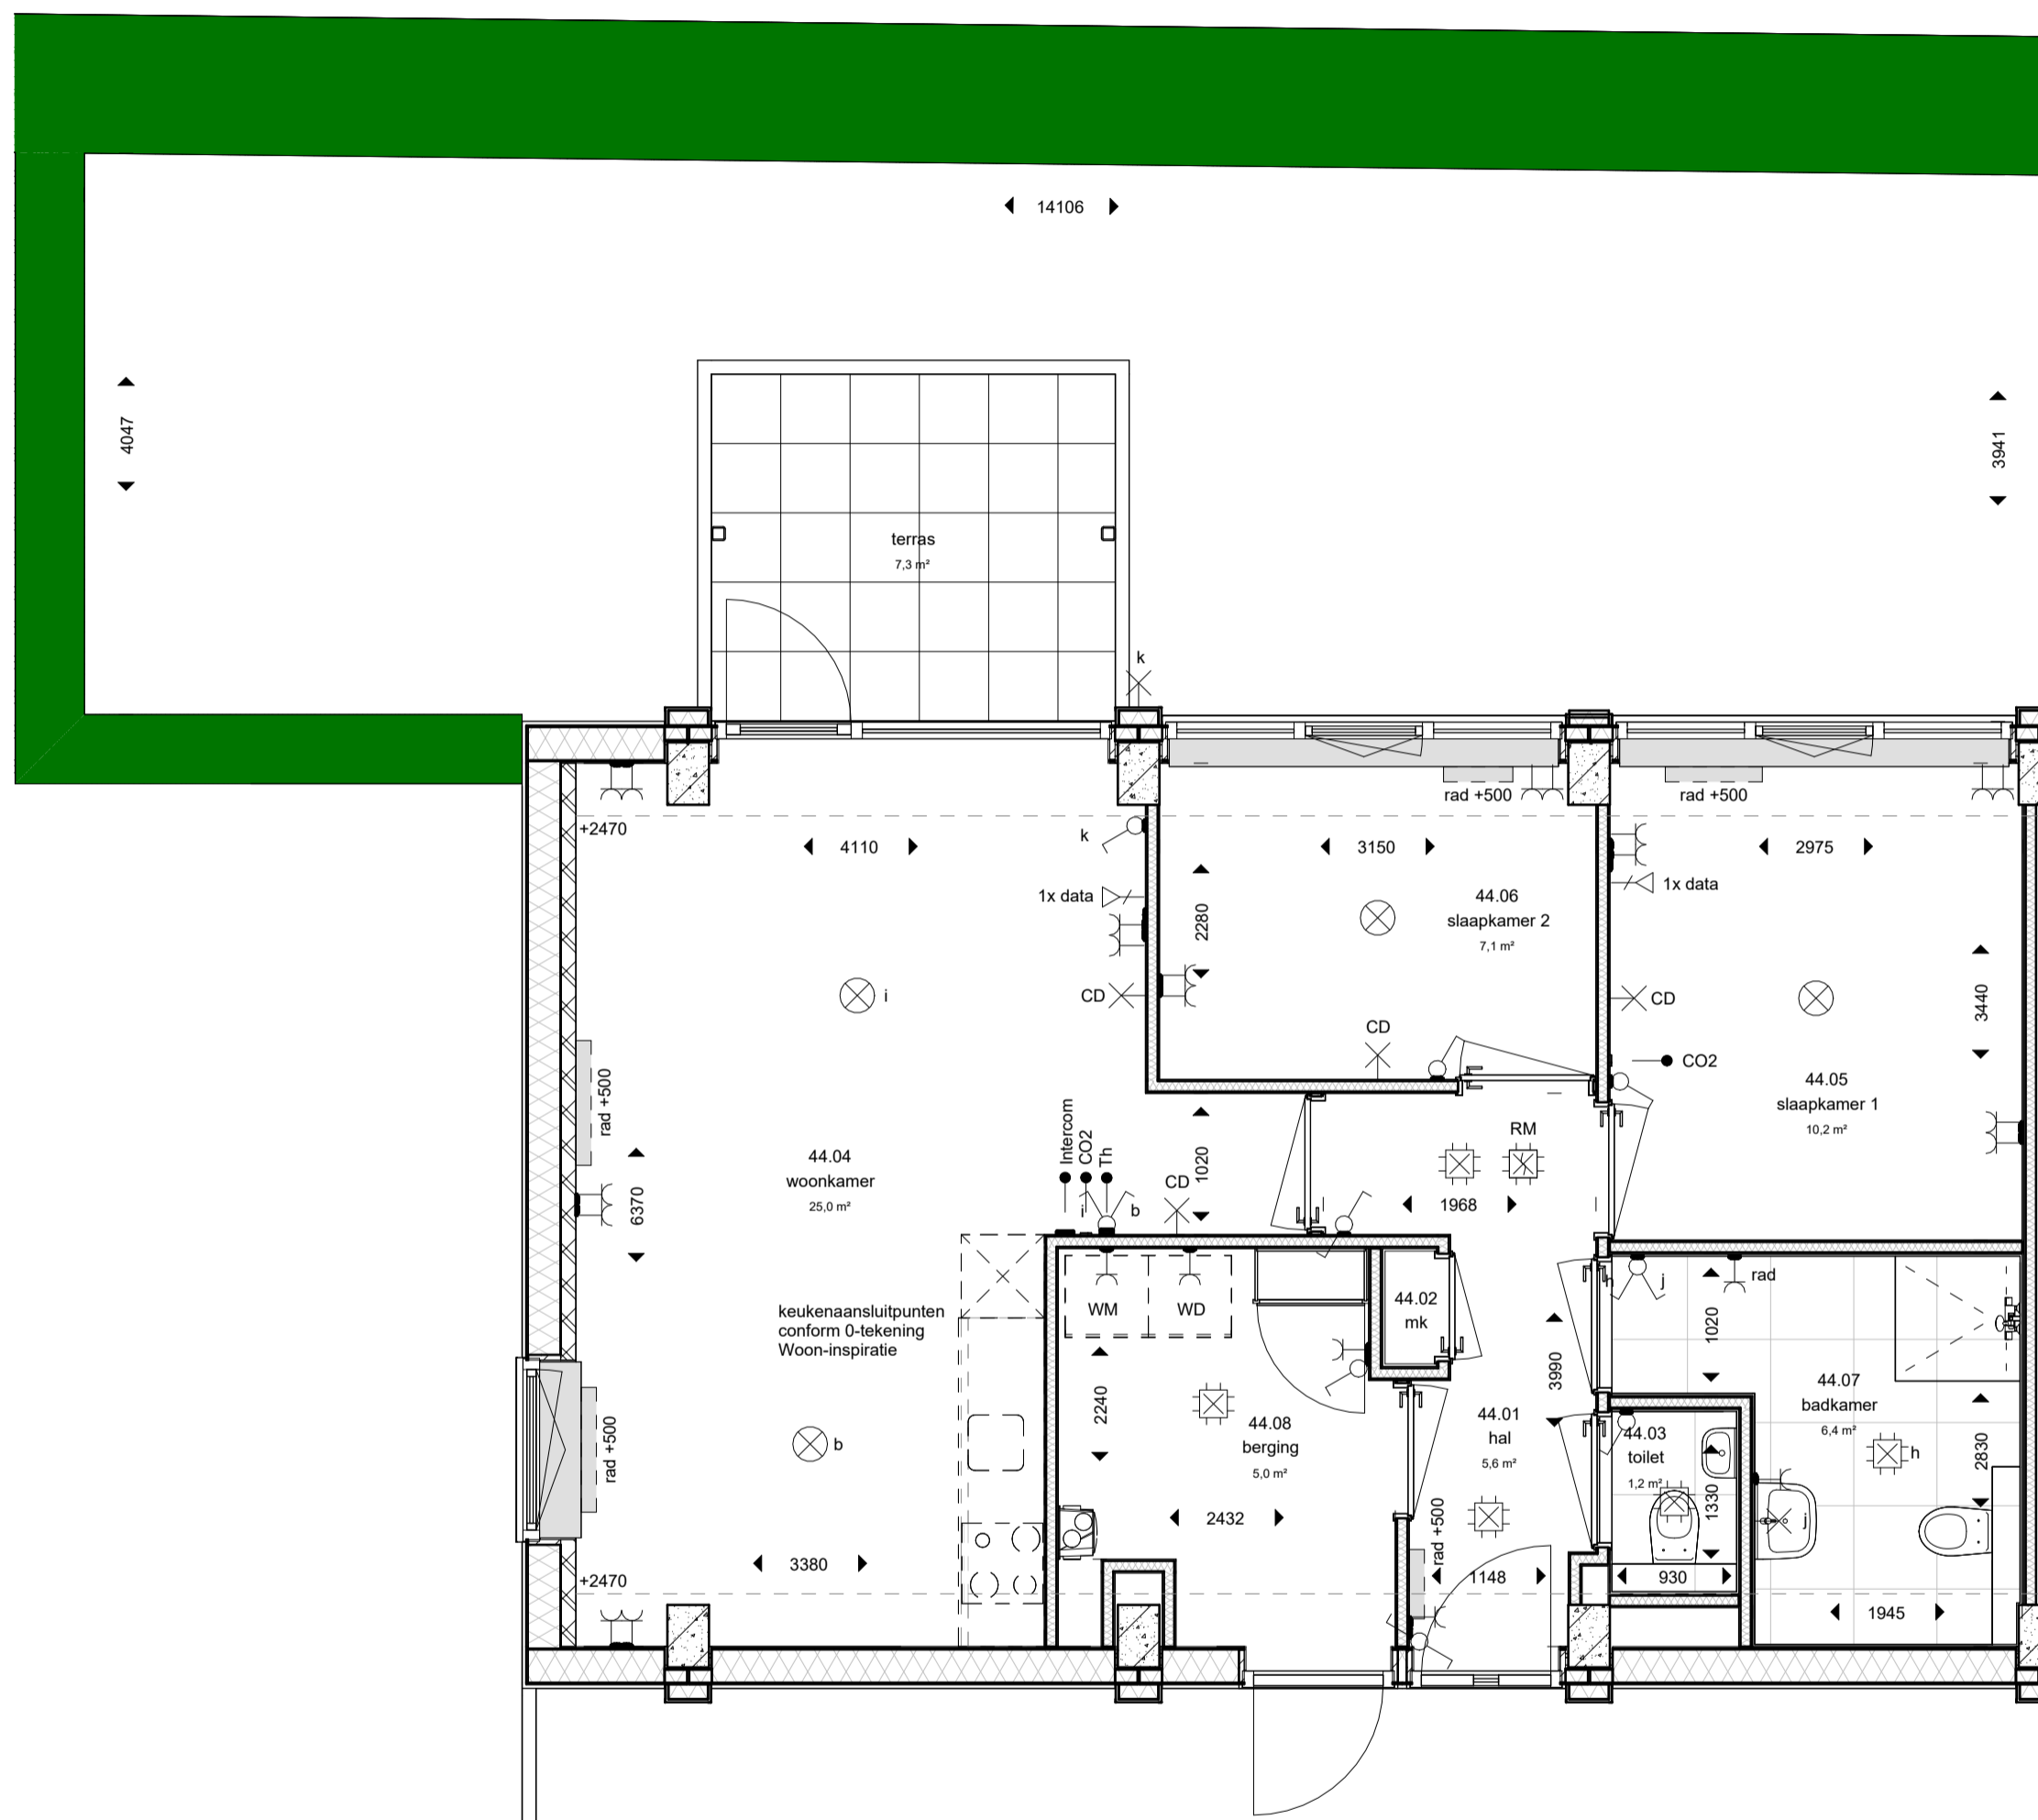 14106
4047
3941
terras
7,3 m²
k
rad +500
rad +500
+2470
k
4110
3150
2975
1x data
1x data
44.06
slaapkamer 2
7,1 m²
2280
i
CD
CD
CD
3440
CO2
44.05
slaapkamer 1
10,2 m²
rad +500
Intercom
CO2
Th
RM
44.04
woonkamer
25,0 m²
6370
i
b
CD
1020
1968
j
rad
keukenaansluitpunten
conform 0-tekening
Woon-inspiratie
WM
WD
44.02
mk
1020
3990
2240
44.07
badkamer
6,4 m²
44.08
berging
5,0 m²
44.01
hal
5,6 m²
44.03
toilet
1,2 m²
h
2830
b
rad +500
1330
2432
rad +500
3380
1148
930
+2470
1945